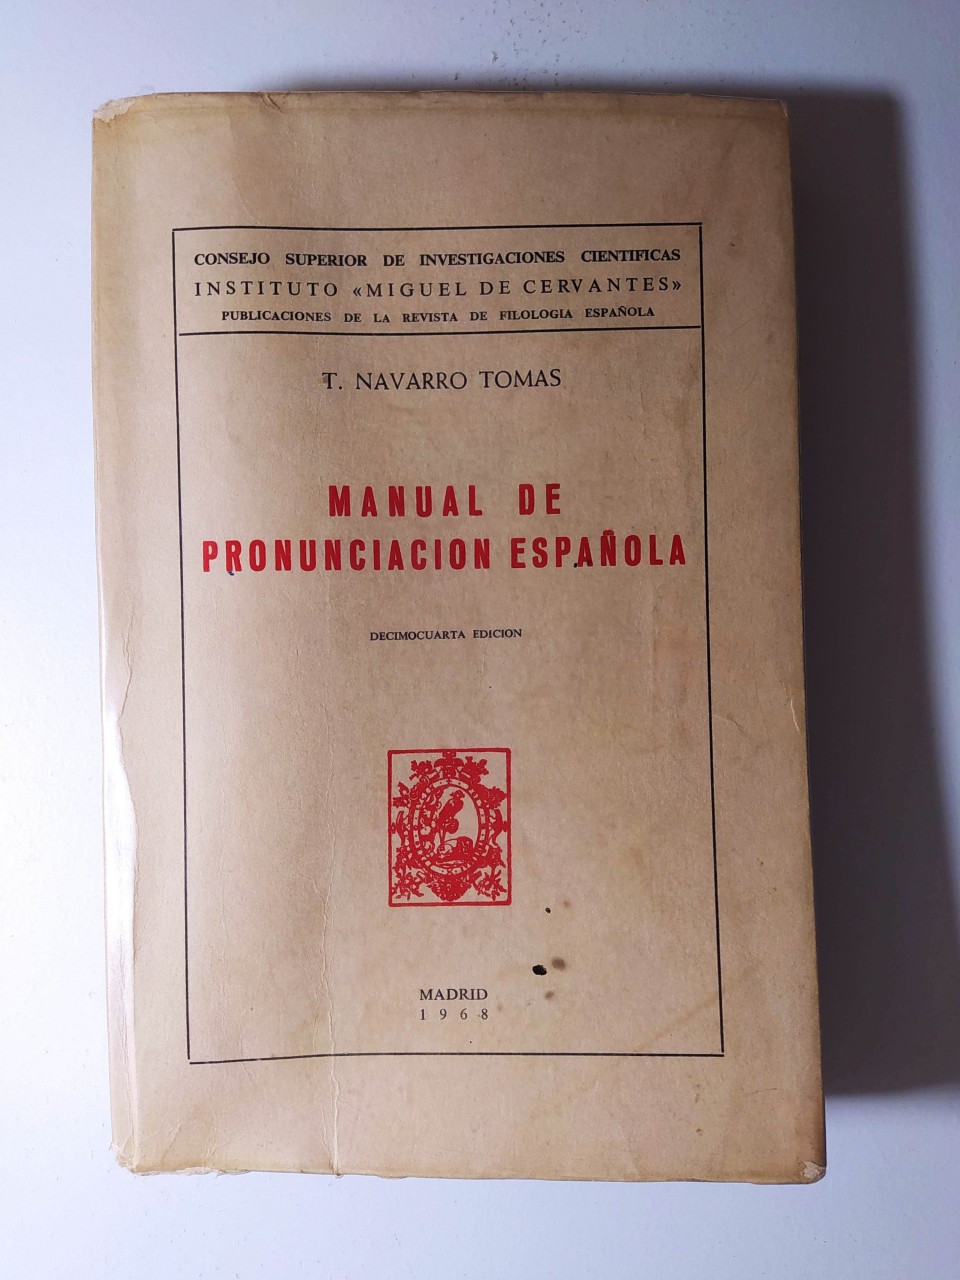 CONSEJO SUPERIOR DE INVESTIGACIONES CIENTIFICAS
INSTITUTO «MIGUEL DE CERVANTES»
PUBLICACIONES DE LA REVISTA DE FILOLOGIA ESPAÑOLA
T. NAVARRO TOMAS
MANUAL DE
PRONUNCIACION ESPAÑOLA
DECIMOCUARTA EDICION
MADRID
1968